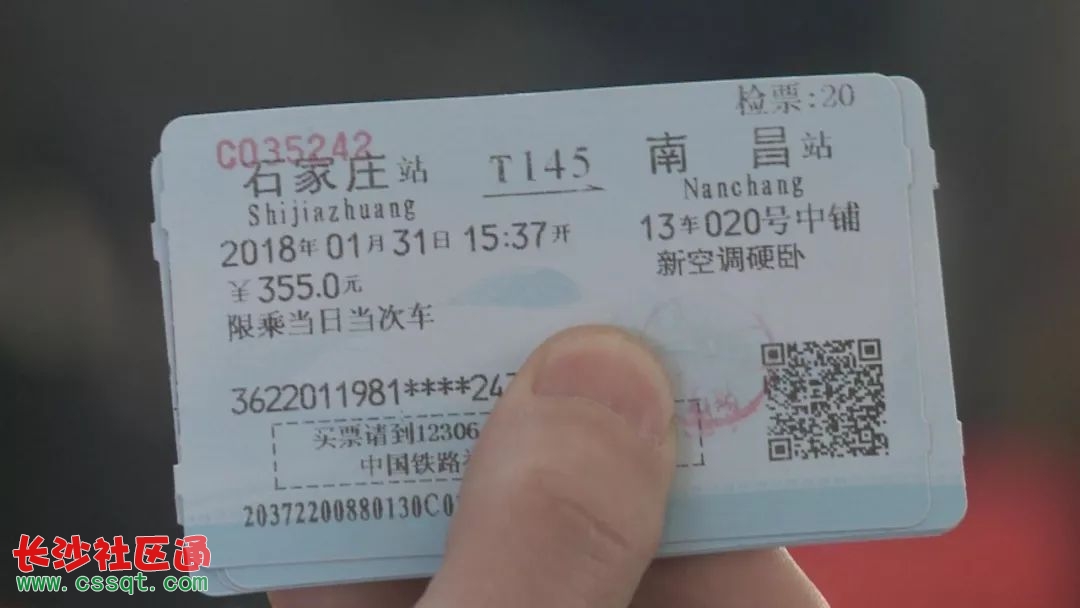 检票:20
C035242
石家庄站 T145 南昌站
Shijiazhuang Nanchang
2018年01月31日 15:37开 13车020号中铺
￥355.0元 新空调硬卧
限乘当日当次车
3622011981****24
买票请到12306
中国铁路
20372200880130C0
长沙社区通
www.cssqt.com